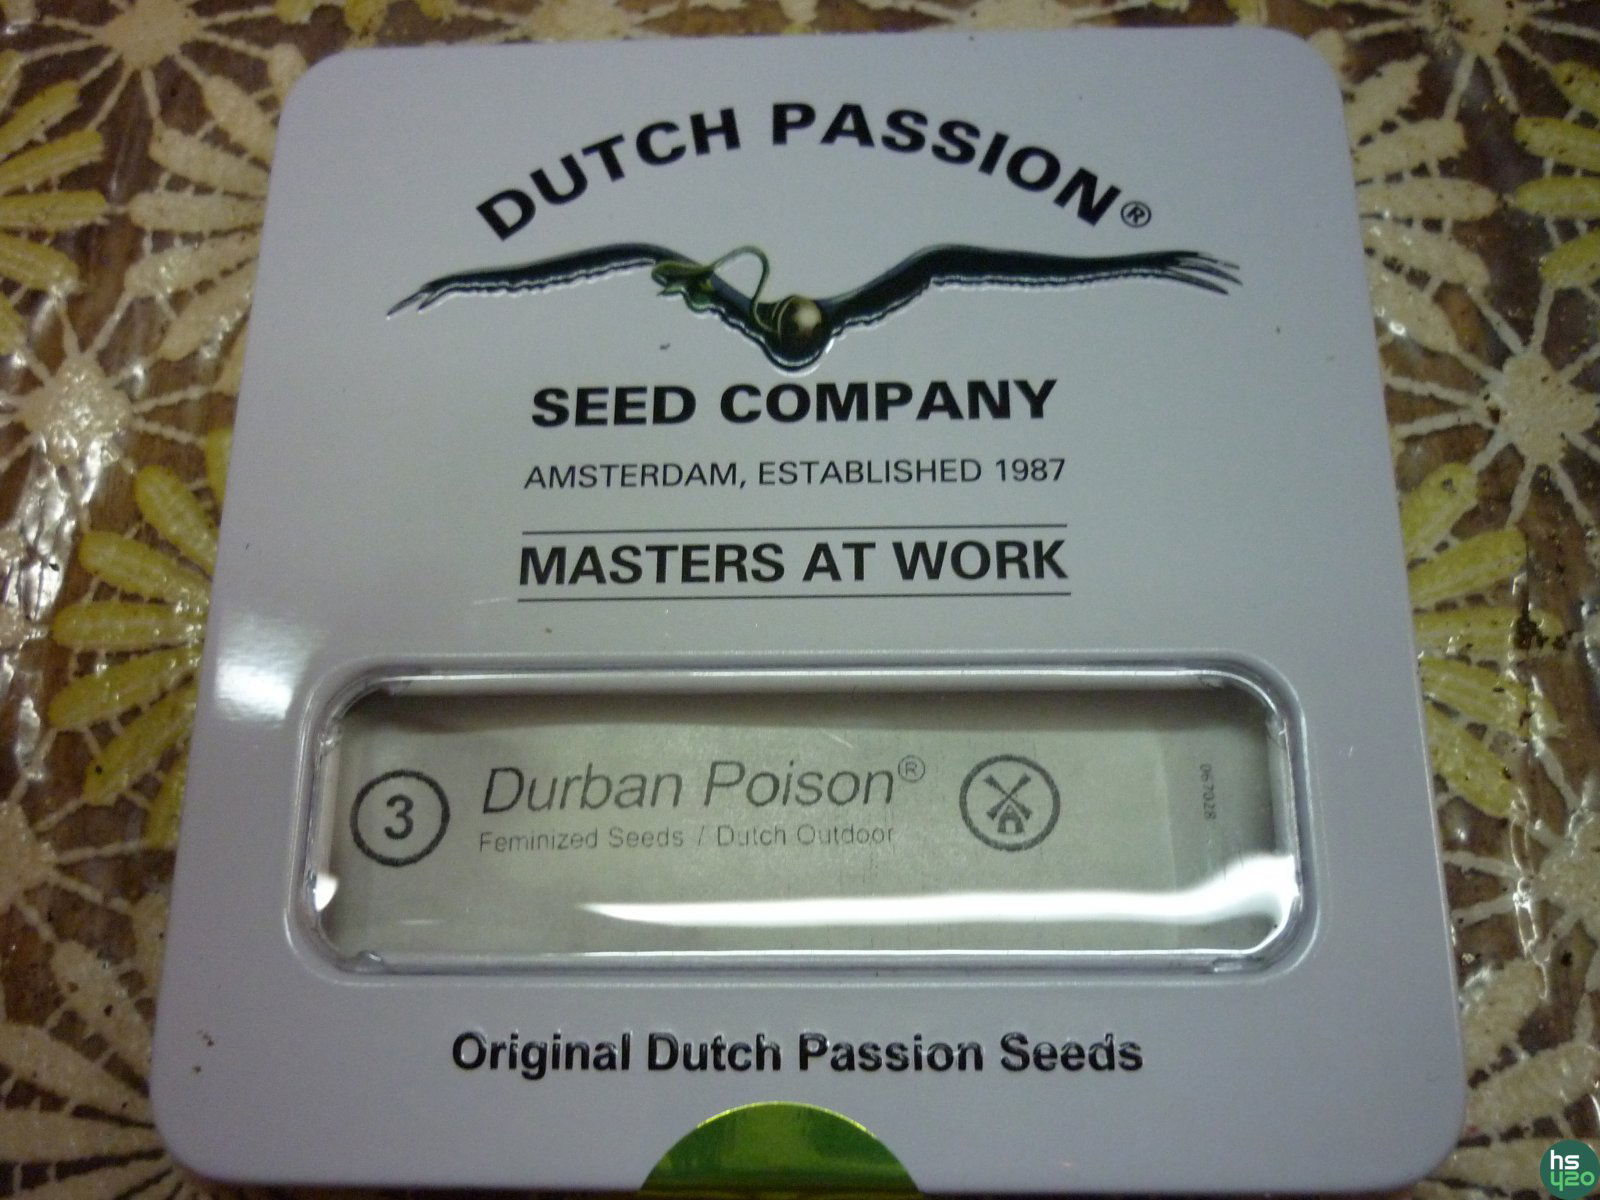 DUTCH PASSION®
SEED COMPANY
AMSTERDAM, ESTABLISHED 1987
MASTERS AT WORK
3
Durban Poison®
Feminized Seeds / Dutch Outdoor
067028
Original Dutch Passion Seeds
hs
420